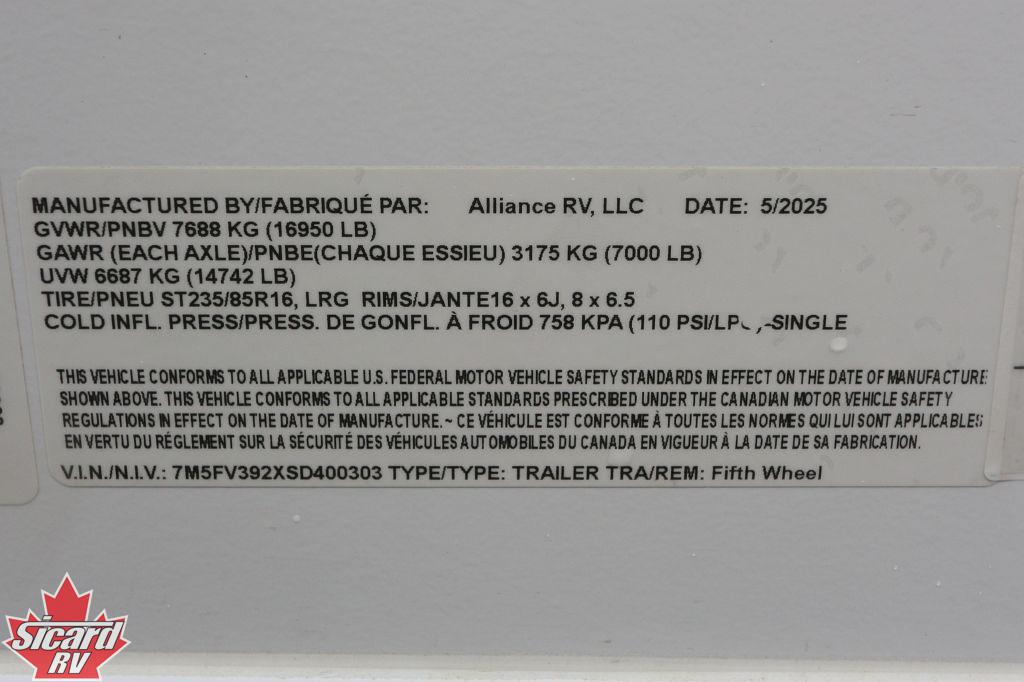 MANUFACTURED BY/FABRIQUÉ PAR: Alliance RV, LLC DATE: 5/2025
GVWR/PNBV 7688 KG (16950 LB)
GAWR (EACH AXLE)/PNBE(CHAQUE ESSIEU) 3175 KG (7000 LB)
UVW 6687 KG (14742 LB)
TIRE/PNEU ST235/85R16, LRG RIMS/JANTE16 x 6J, 8 x 6.5
COLD INFL. PRESS/PRESS. DE GONFL. À FROID 758 KPA (110 PSI/ -SINGLE
THIS VEHICLE CONFORMS TO ALL APPLICABLE U.S. FEDERAL MOTOR VEHICLE SAFETY STANDARDS IN EFFECT ON THE DATE OF MANUFACTURE
SHOWN ABOVE. THIS VEHICLE CONFORMS TO ALL APPLICABLE STANDARDS PRESCRIBED UNDER THE CANADIAN MOTOR VEHICLE SAFETY
REGULATIONS IN EFFECT ON THE DATE OF MANUFACTURE. ~ CE VÉHICULE EST CONFORME À TOUTES LES NORMES QUI LUI SONT APPLICABLES
EN VERTU DU RÉGLEMENT SUR LA SÉCURITÉ DES VÉHICULES AUTOMOBILES DU CANADA EN VIGUEUR À LA DATE DE SA FABRICATION.
V.I.N./N.I.V.: 7M5FV392XSD400303 TYPE/TYPE: TRAILER TRA/REM: Fifth Wheel
Sicard
RV